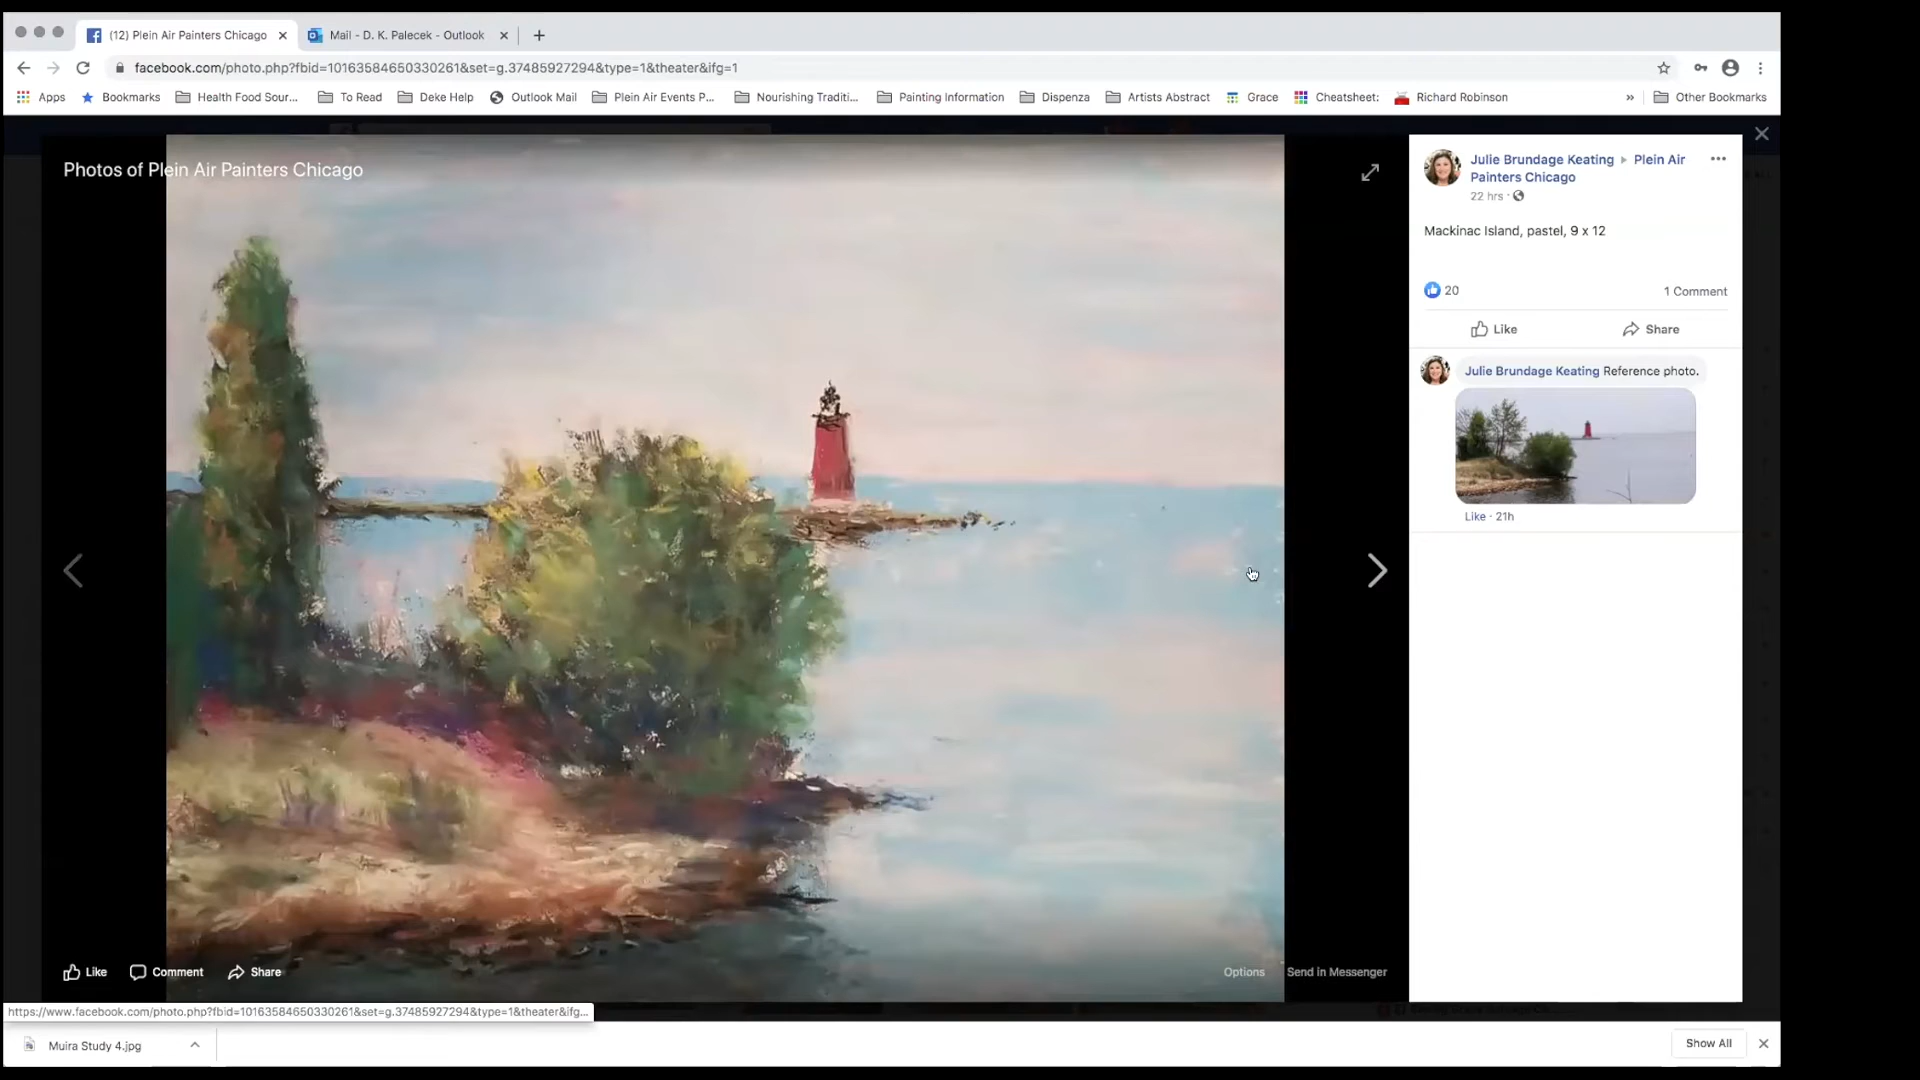 (12) Plein Air Painters Chicago
Mail - D. K. Palecek - Outlook
facebook.com/photo.php?fbid=10163584650330261&set=g.37485927294&type=1&theater&ifg=1
Apps Bookmarks Health Food Sour... To Read Deke Help Outlook Mail Plein Air Events P... Nourishing Traditi... Painting Information Dispenza Artists Abstract Grace Cheatsheet: Richard Robinson » Other Bookmarks
Photos of Plein Air Painters Chicago
Julie Brundage Keating ▸ Plein Air
Painters Chicago
22 hrs ·
Mackinac Island, pastel, 9 x 12
20 1 Comment
Like Share
Julie Brundage Keating Reference photo.
Like · 21h
Like Comment Share
Options Send in Messenger
https://www.facebook.com/photo.php?fbid=10163584650330261&set=g.37485927294&type=1&theater&ifg...
Muira Study 4.jpg
Show All